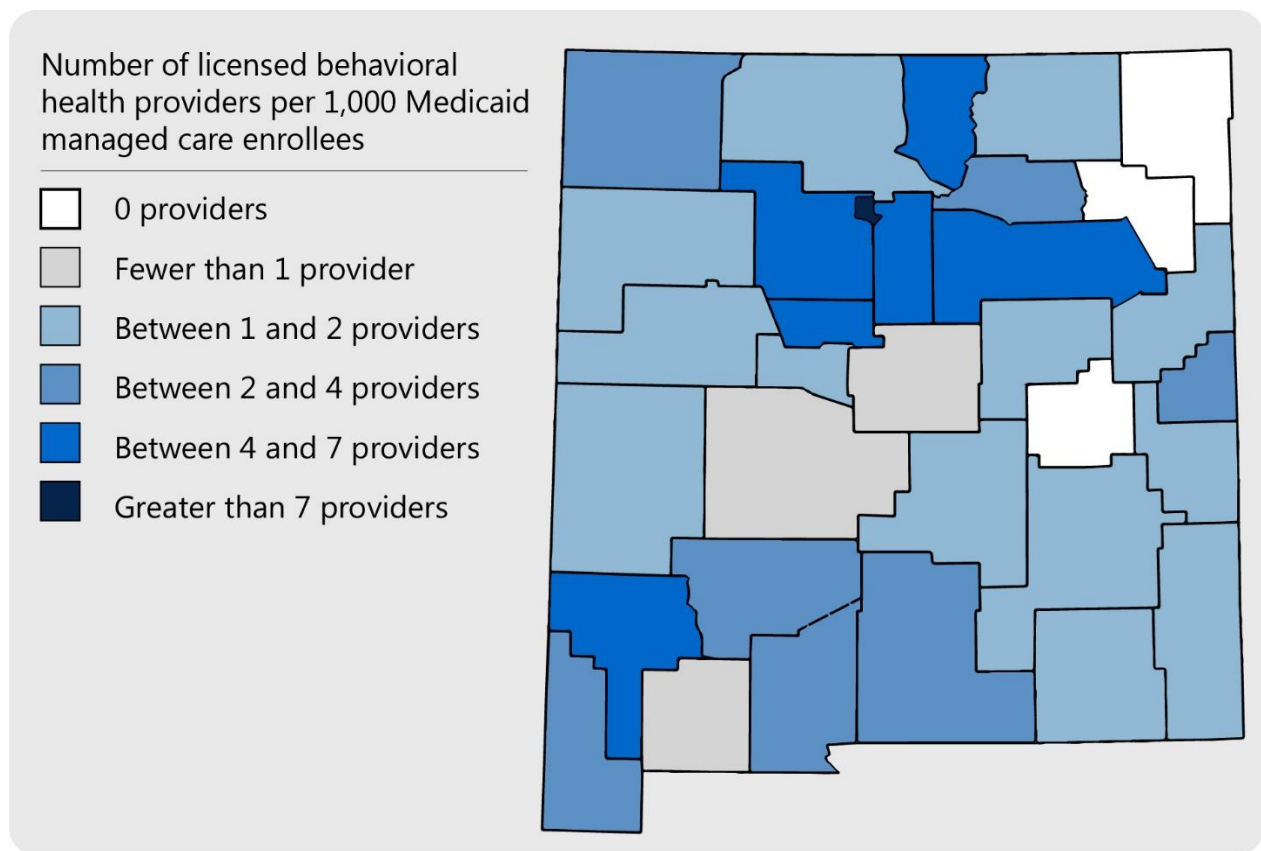 Number of licensed behavioral
health providers per 1,000 Medicaid
managed care enrollees
0 providers
Fewer than 1 provider
Between 1 and 2 providers
Between 2 and 4 providers
Between 4 and 7 providers
Greater than 7 providers